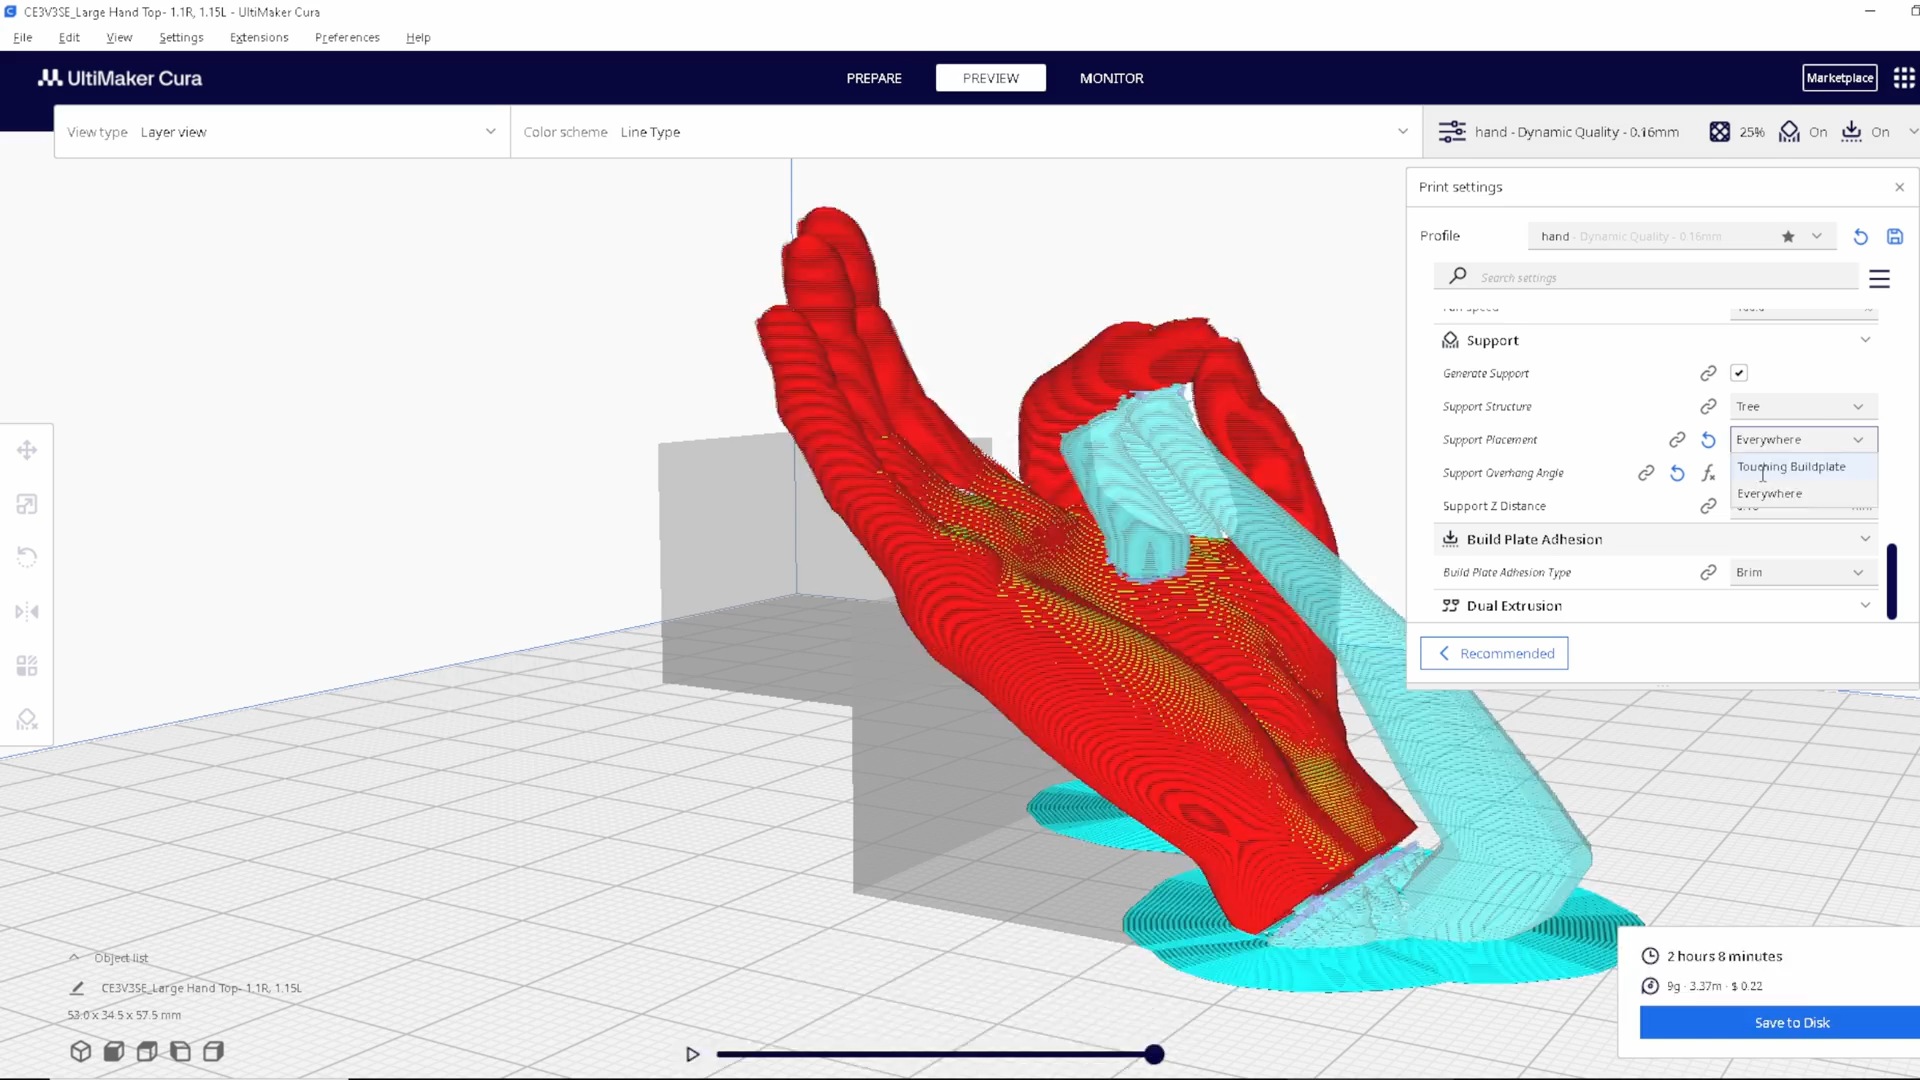 CE3V3SE_Large Hand Top- 1.1R, 1.15L - UltiMaker Cura
File Edit View Settings Extensions Preferences Help
UltiMaker Cura
PREPARE PREVIEW MONITOR
Marketplace
View type Layer view
Color scheme Line Type
hand - Dynamic Quality - 0.16mm 25% On On
Print settings
Profile hand - Dynamic Quality - 0.16mm
Search settings
Support
Generate Support
Support Structure Tree
Support Placement Everywhere
Touching Buildplate
Support Overhang Angle
Everywhere
Support Z Distance
Build Plate Adhesion
Build Plate Adhesion Type Brim
Dual Extrusion
Recommended
Object list
CE3V3SE_Large Hand Top- 1.1R, 1.15L
53.0 x 34.5 x 57.5 mm
2 hours 8 minutes
9g · 3.37m · $ 0.22
Save to Disk